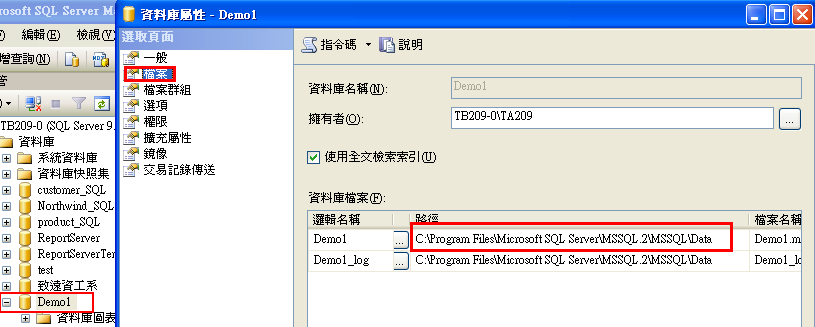 rosoft SQL Server M
編輯(E) 檢視(V)
增查詢(N)
管
TB209-0 (SQL Server 9.
資料庫
系統資料庫
資料庫快照集
customer_SQL
Northwind_SQL
product_SQL
ReportServer
ReportServerTer
test
致遠資工系
Demo1
資料庫圖表
資料庫屬性 - Demo1
選取頁面
一般
檔案
檔案群組
選項
權限
擴充屬性
鏡像
交易記錄傳送
指令碼 說明
資料庫名稱(N): Demo1
擁有者(O): TB209-0\TA209 ...
使用全文檢索索引(U)
資料庫檔案(F):
邏輯名稱 路徑 檔案名稱
Demo1 ... C:\Program Files\Microsoft SQL Server\MSSQL.2\MSSQL\Data Demo1.m
Demo1_log ... C:\Program Files\Microsoft SQL Server\MSSQL.2\MSSQL\Data Demo1_lo